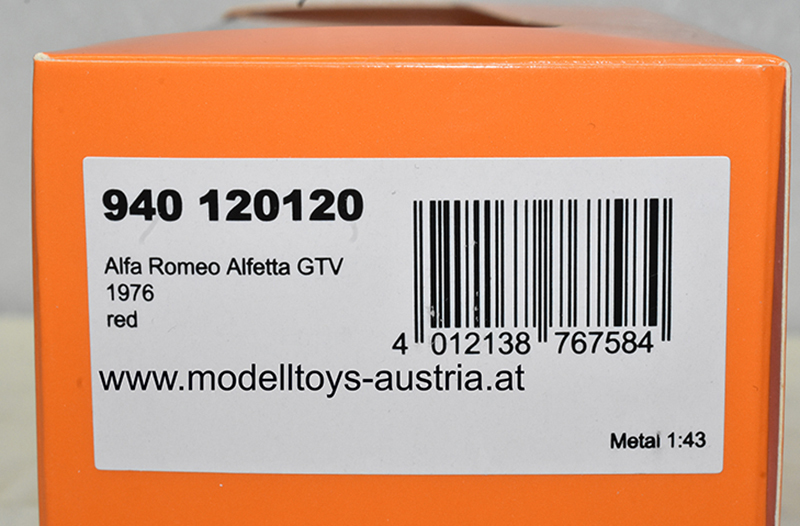 940 120120
Alfa Romeo Alfetta GTV
1976
red
4 012138 767584
www.modelltoys-austria.at
Metal 1:43